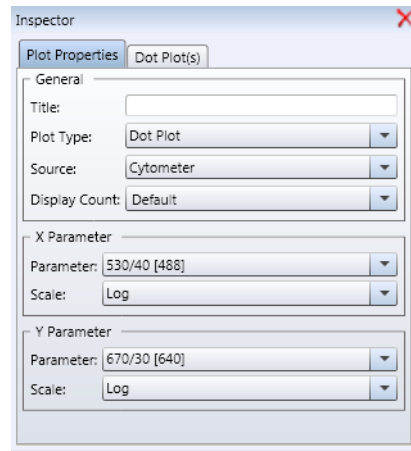 Inspector
Plot Properties Dot Plot(s)
General
Title:
Plot Type: Dot Plot
Source: Cytometer
Display Count: Default
X Parameter
Parameter: 530/40 [488]
Scale: Log
Y Parameter
Parameter: 670/30 [640]
Scale: Log